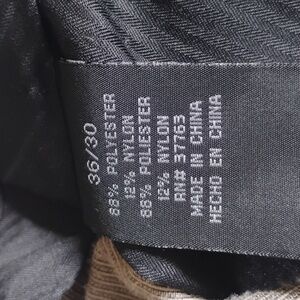 36/30
88% POLYESTER
12% NYLON
88% POLIESTER
12% NYLON
RN# 37763
MADE IN CHINA
HECHO EN CHINA